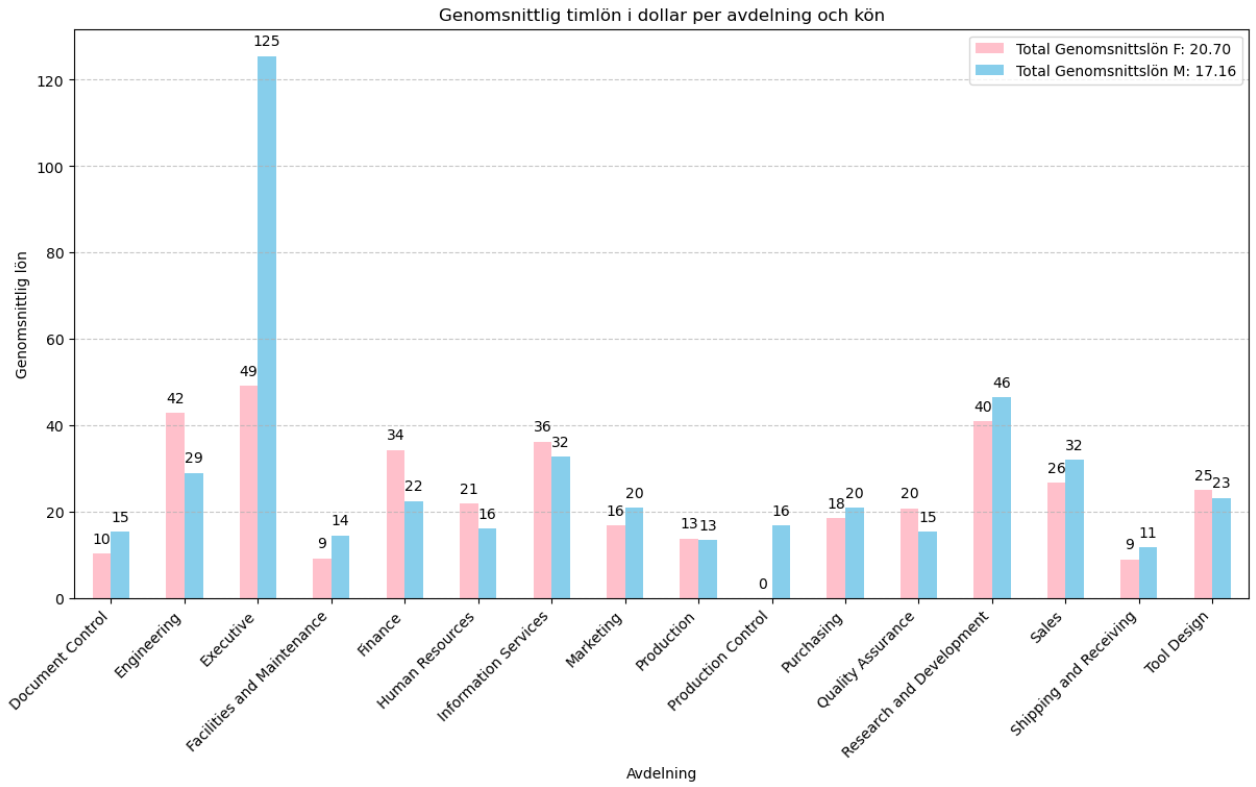 Genomsnittlig timlön i dollar per avdelning och kön
Total Genomsnittslön F: 20.70
Total Genomsnittslön M: 17.16
Genomsnittlig lön
120
100
80
60
40
20
0
10 15
42 29
49 125
9 14
34 22
21 16
36 32
16 20
13 13
0 16
18 20
20 15
40 46
26 32
9 11
25 23
Document Control
Engineering
Executive
Facilities and Maintenance
Finance
Human Resources
Information Services
Marketing
Production
Production Control
Purchasing
Quality Assurance
Research and Development
Sales
Shipping and Receiving
Tool Design
Avdelning